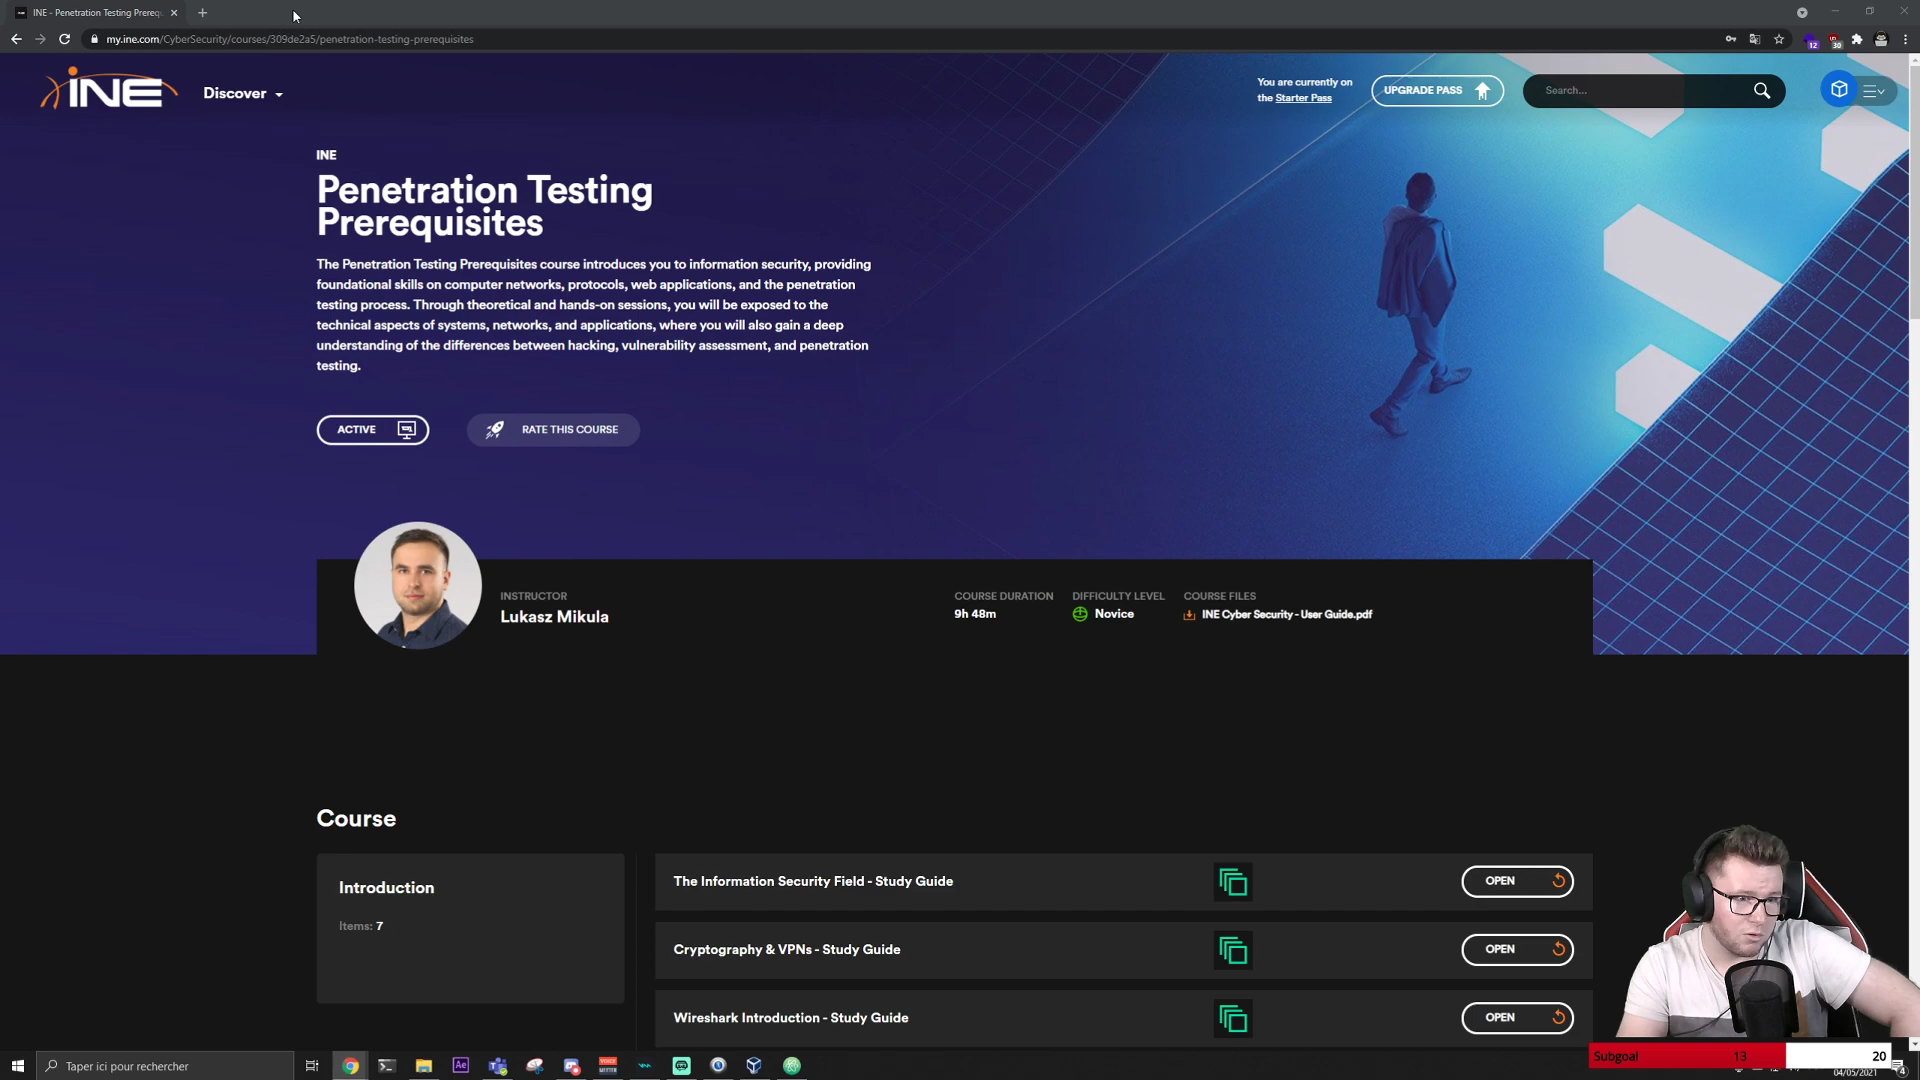 INE - Penetration Testing Prereq
my.ine.com/CyberSecurity/courses/309de2a5/penetration-testing-prerequisites
12
30
iNE
Discover
You are currently on
the Starter Pass
UPGRADE PASS
Search...
INE
Penetration Testing
Prerequisites
The Penetration Testing Prerequisites course introduces you to information security, providing
foundational skills on computer networks, protocols, web applications, and the penetration
testing process. Through theoretical and hands-on sessions, you will be exposed to the
technical aspects of systems, networks, and applications, where you will also gain a deep
understanding of the differences between hacking, vulnerability assessment, and penetration
testing.
ACTIVE
RATE THIS COURSE
INSTRUCTOR
Lukasz Mikula
COURSE DURATION
9h 48m
DIFFICULTY LEVEL
Novice
COURSE FILES
INE Cyber Security - User Guide.pdf
Course
Introduction
Items: 7
The Information Security Field - Study Guide
OPEN
Cryptography & VPNs - Study Guide
OPEN
Wireshark Introduction - Study Guide
OPEN
Subgoal 13 20
Taper ici pour rechercher
Ae
04/05/2021
4